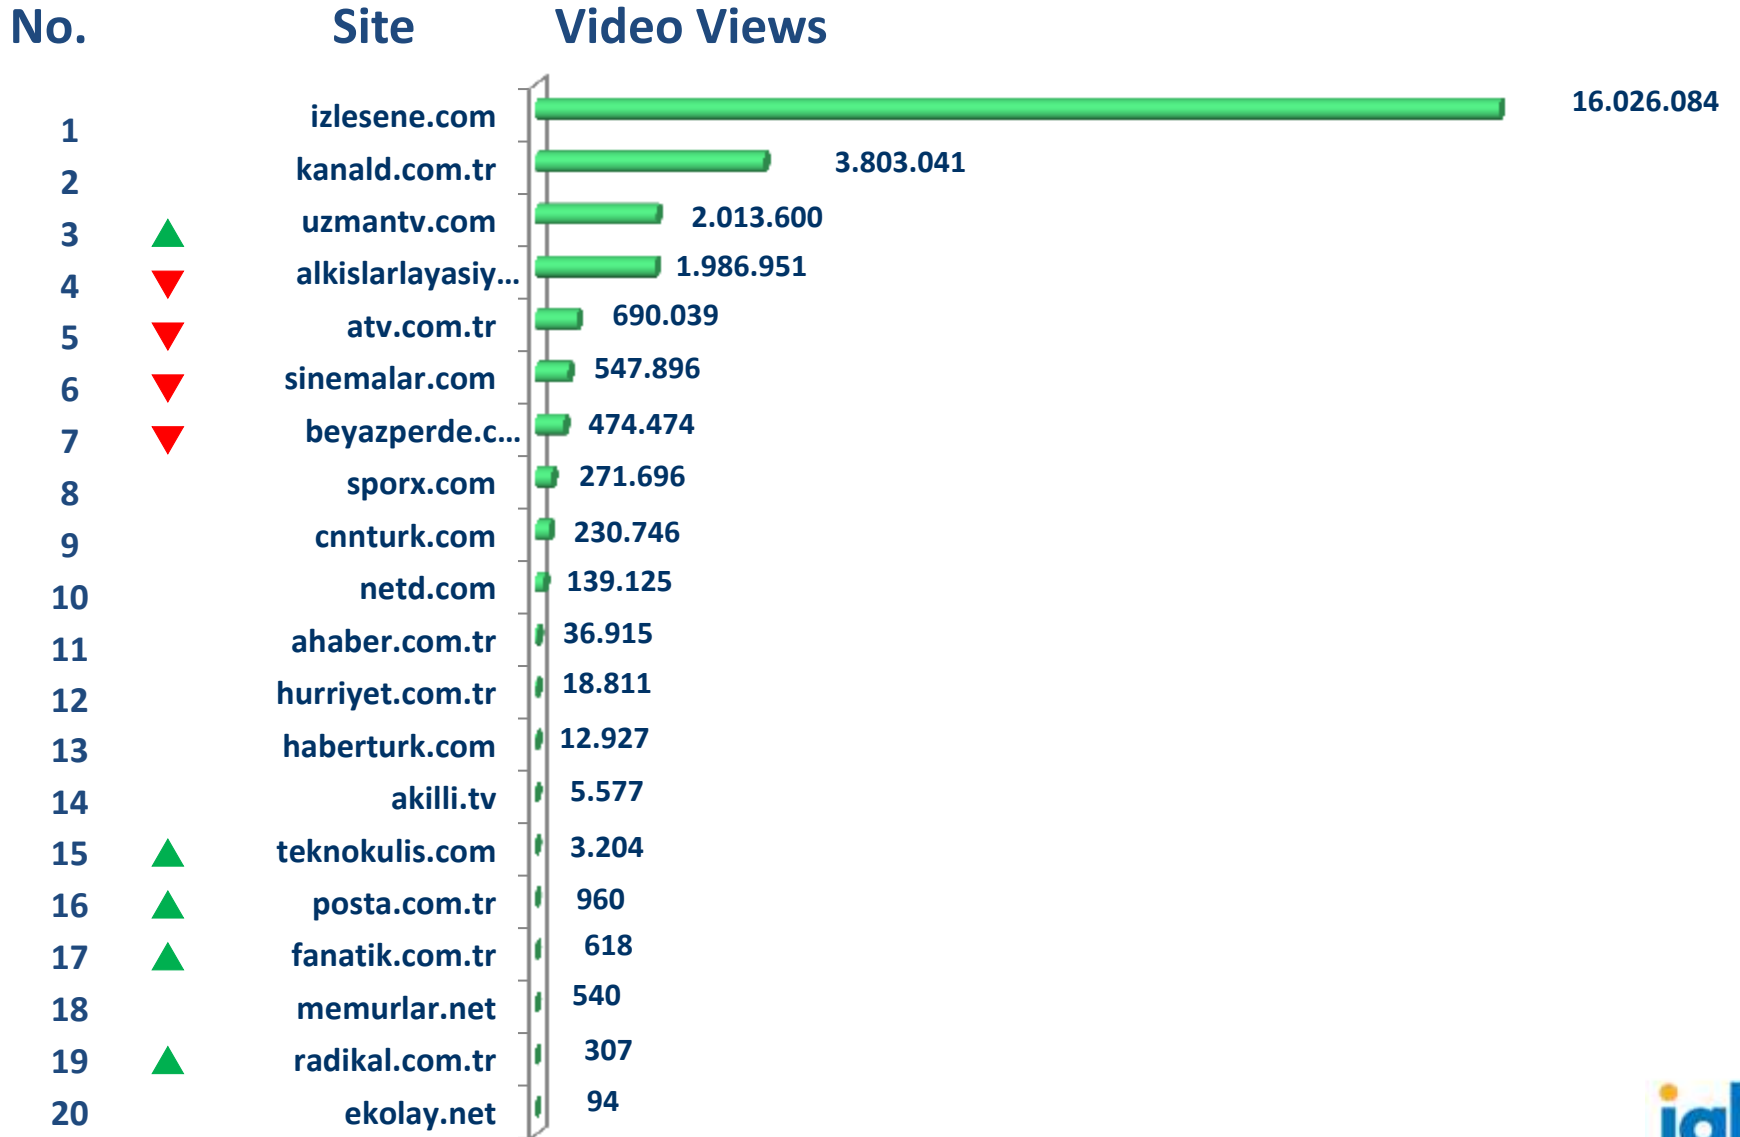 No. Site Video Views
1 izlesene.com 16.026.084
2 kanald.com.tr 3.803.041
3 uzmantv.com 2.013.600
4 alkislarlayasiy... 1.986.951
5 atv.com.tr 690.039
6 sinemalar.com 547.896
7 beyazperde.c... 474.474
8 sporx.com 271.696
9 cnnturk.com 230.746
10 netd.com 139.125
11 ahaber.com.tr 36.915
12 hurriyet.com.tr 18.811
13 haberturk.com 12.927
14 akilli.tv 5.577
15 teknokulis.com 3.204
16 posta.com.tr 960
17 fanatik.com.tr 618
18 memurlar.net 540
19 radikal.com.tr 307
20 ekolay.net 94